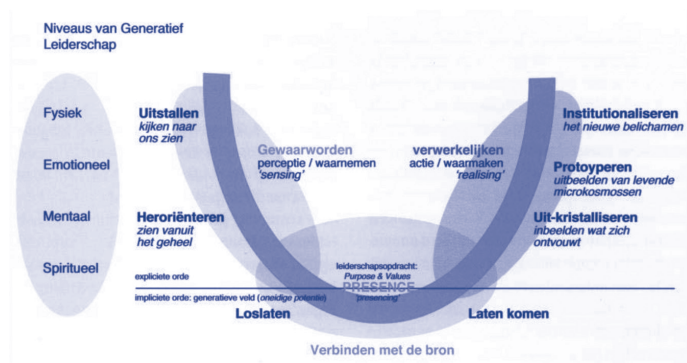 Niveaus van Generatief
Leiderschap
Fysiek
Emotioneel
Mentaal
Spiritueel
Uitstallen
kijken naar
ons zien
Heroriënteren
zien vanuit
het geheel
Gewaarworden
perceptie / waarnemen
'sensing'
verwerkelijken
actie / waarmaken
'realising'
Institutionaliseren
het nieuwe belichamen
Protoyperen
uitbeelden van levende
microkosmossen
Uit-kristalliseren
inbeelden wat zich
ontvouwt
leiderschapsopdracht:
Purpose & Values
PRESENCE
'presencing'
expliciete orde
impliciete orde: generatieve veld (oneidige potentie)
Loslaten
Laten komen
Verbinden met de bron